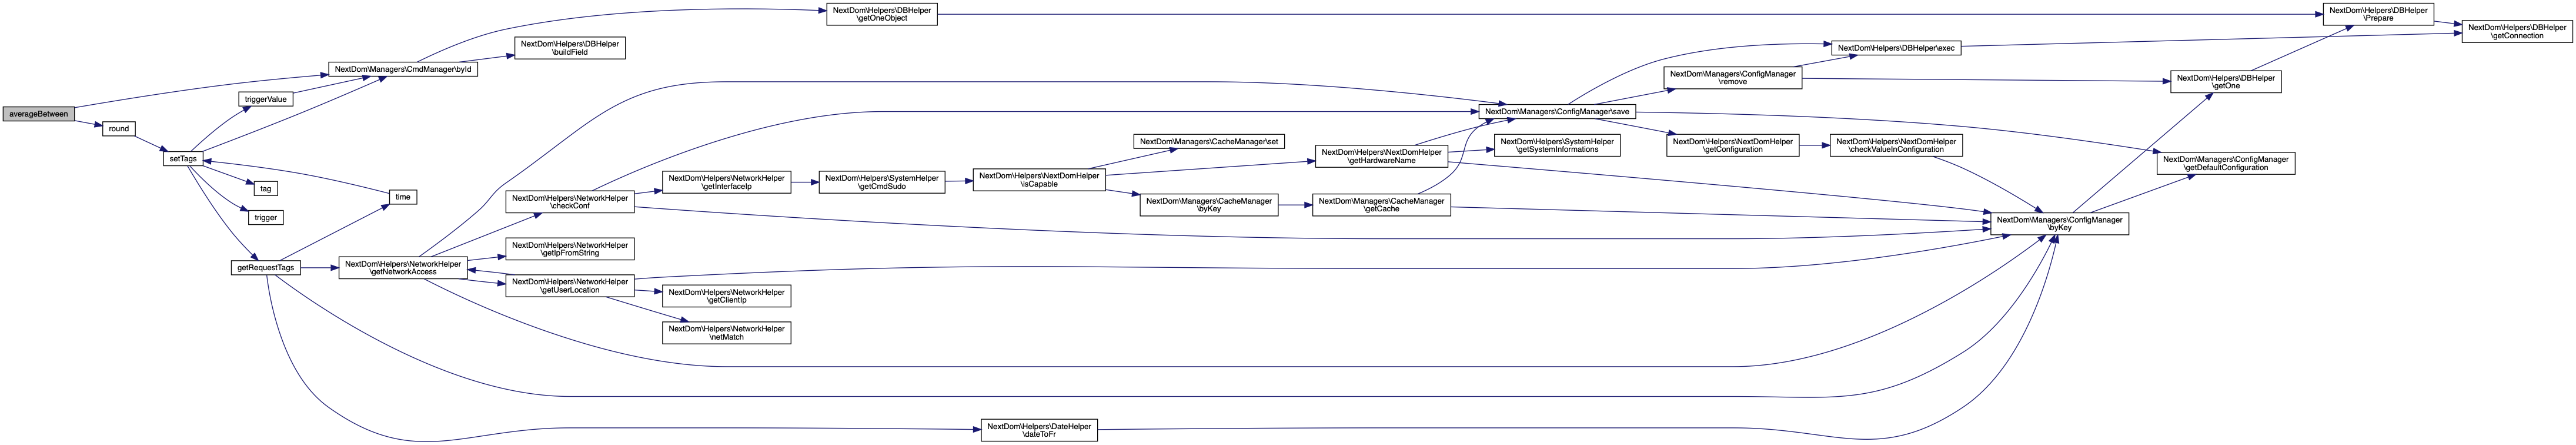 averageBetween
round
setTags
triggerValue
tag
trigger
getRequestTags
time
NextDom\Managers\CmdManager\byId
NextDom\Helpers\NetworkHelper
\getNetworkAccess
NextDom\Helpers\DBHelper
\buildField
NextDom\Helpers\NetworkHelper
\checkConf
NextDom\Helpers\NetworkHelper
\getIpFromString
NextDom\Helpers\NetworkHelper
\getUserLocation
NextDom\Helpers\NetworkHelper
\getInterfaceIp
NextDom\Helpers\NetworkHelper
\getClientIp
NextDom\Helpers\NetworkHelper
\netMatch
NextDom\Helpers\DBHelper
\getOneObject
NextDom\Helpers\SystemHelper
\getCmdSudo
NextDom\Helpers\NextDomHelper
\isCapable
NextDom\Helpers\DateHelper
\dateToFr
NextDom\Managers\CacheManager\set
NextDom\Managers\CacheManager
\byKey
NextDom\Helpers\NextDomHelper
\getHardwareName
NextDom\Managers\CacheManager
\getCache
NextDom\Managers\ConfigManager\save
NextDom\Helpers\SystemHelper
\getSystemInformations
NextDom\Managers\ConfigManager
\remove
NextDom\Helpers\NextDomHelper
\getConfiguration
NextDom\Helpers\DBHelper\exec
NextDom\Helpers\NextDomHelper
\checkValueInConfiguration
NextDom\Managers\ConfigManager
\byKey
NextDom\Helpers\DBHelper
\getOne
NextDom\Managers\ConfigManager
\getDefaultConfiguration
NextDom\Helpers\DBHelper
\Prepare
NextDom\Helpers\DBHelper
\getConnection